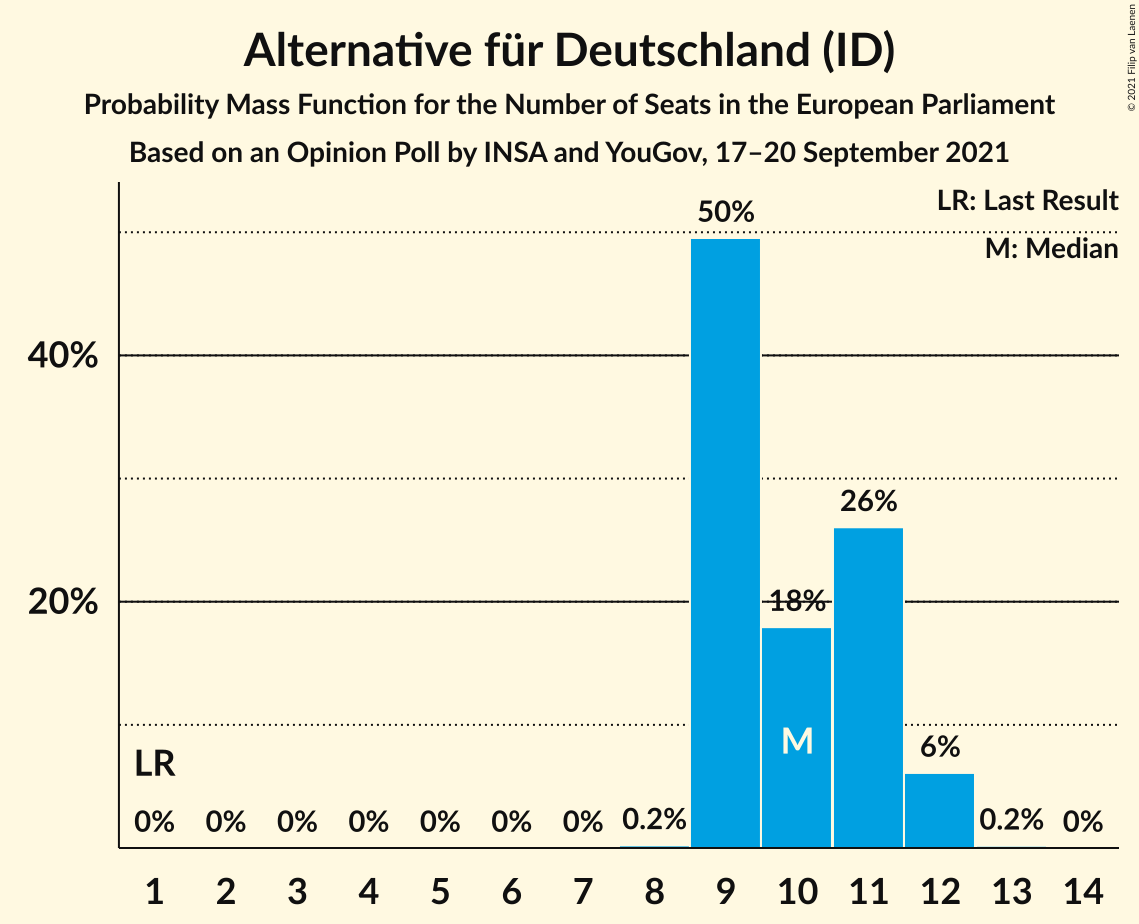 Alternative für Deutschland (ID)
Probability Mass Function for the Number of Seats in the European Parliament
Based on an Opinion Poll by INSA and YouGov, 17–20 September 2021
© 2021 Filip van Laenen
LR: Last Result
M: Median
50%
40%
26%
20%
18%
M
6%
LR
0% 0% 0% 0% 0% 0% 0% 0.2% 0.2% 0%
1 2 3 4 5 6 7 8 9 10 11 12 13 14